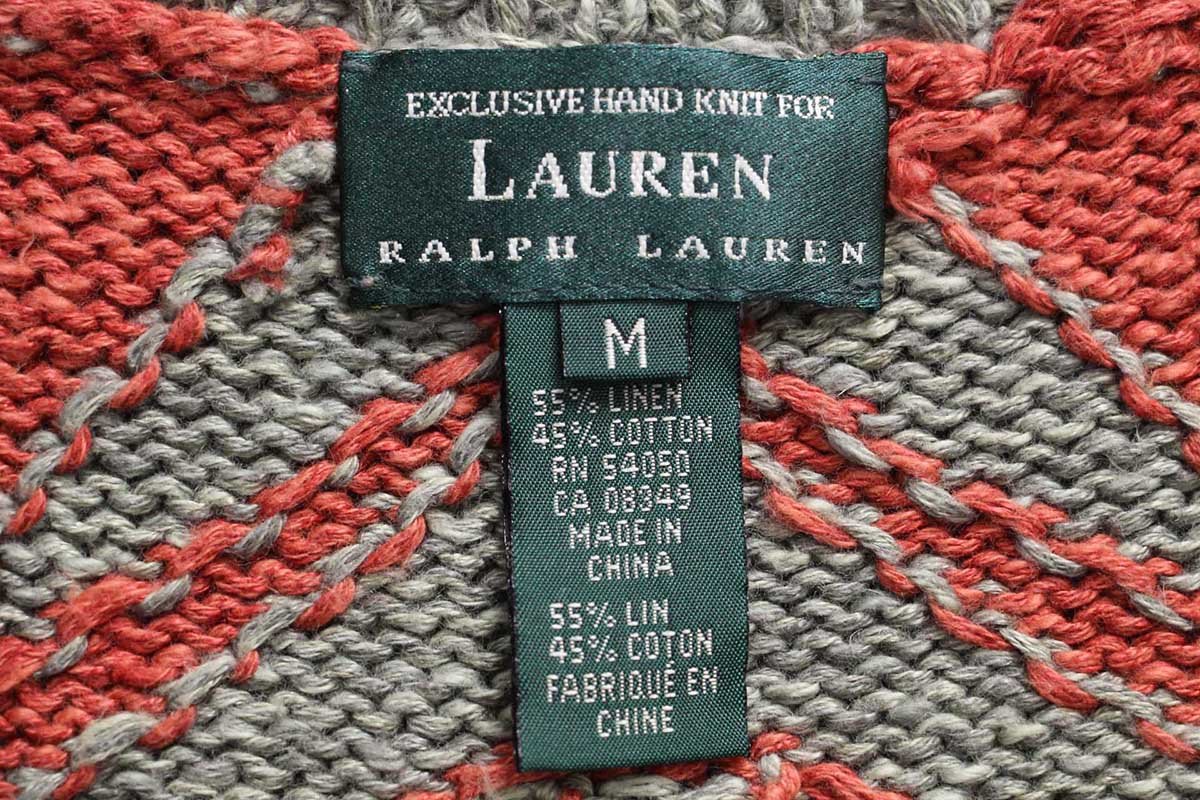 EXCLUSIVE HAND KNIT FOR
LAUREN
RALPH LAUREN
M
55% LINEN
45% COTTON
RN 54050
CA 08349
MADE IN
CHINA
55% LIN
45% COTON
FABRIQUÉ EN
CHINE